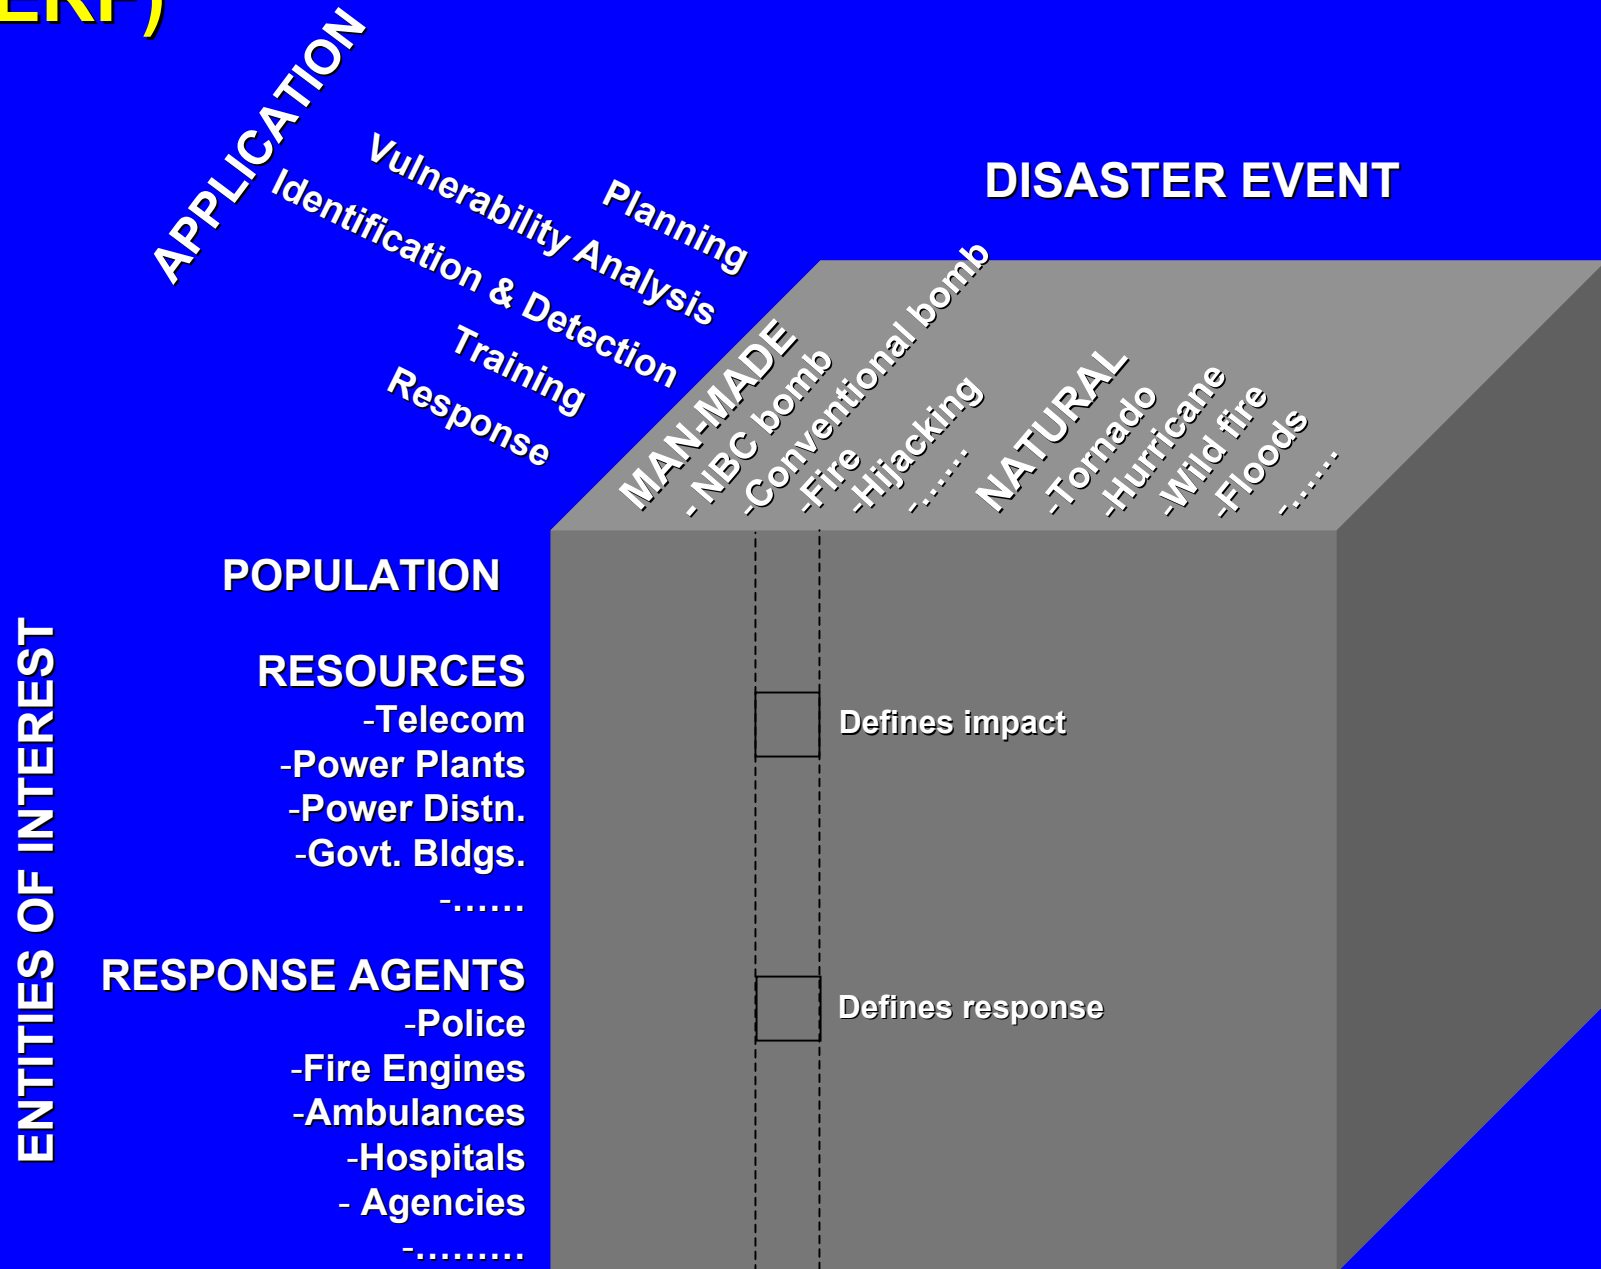 ERF)
APPLICATION
Planning
Vulnerability Analysis
Identification & Detection
Training
Response
DISASTER EVENT
MAN-MADE
- NBC bomb
-Conventional bomb
-Fire
-Hijacking
-......
NATURAL
-Tornado
-Hurricane
-Wild fire
-Floods
-......
ENTITIES OF INTEREST
POPULATION
RESOURCES
-Telecom
-Power Plants
-Power Distn.
-Govt. Bldgs.
-......
RESPONSE AGENTS
-Police
-Fire Engines
-Ambulances
-Hospitals
- Agencies
-.........
Defines impact
Defines response